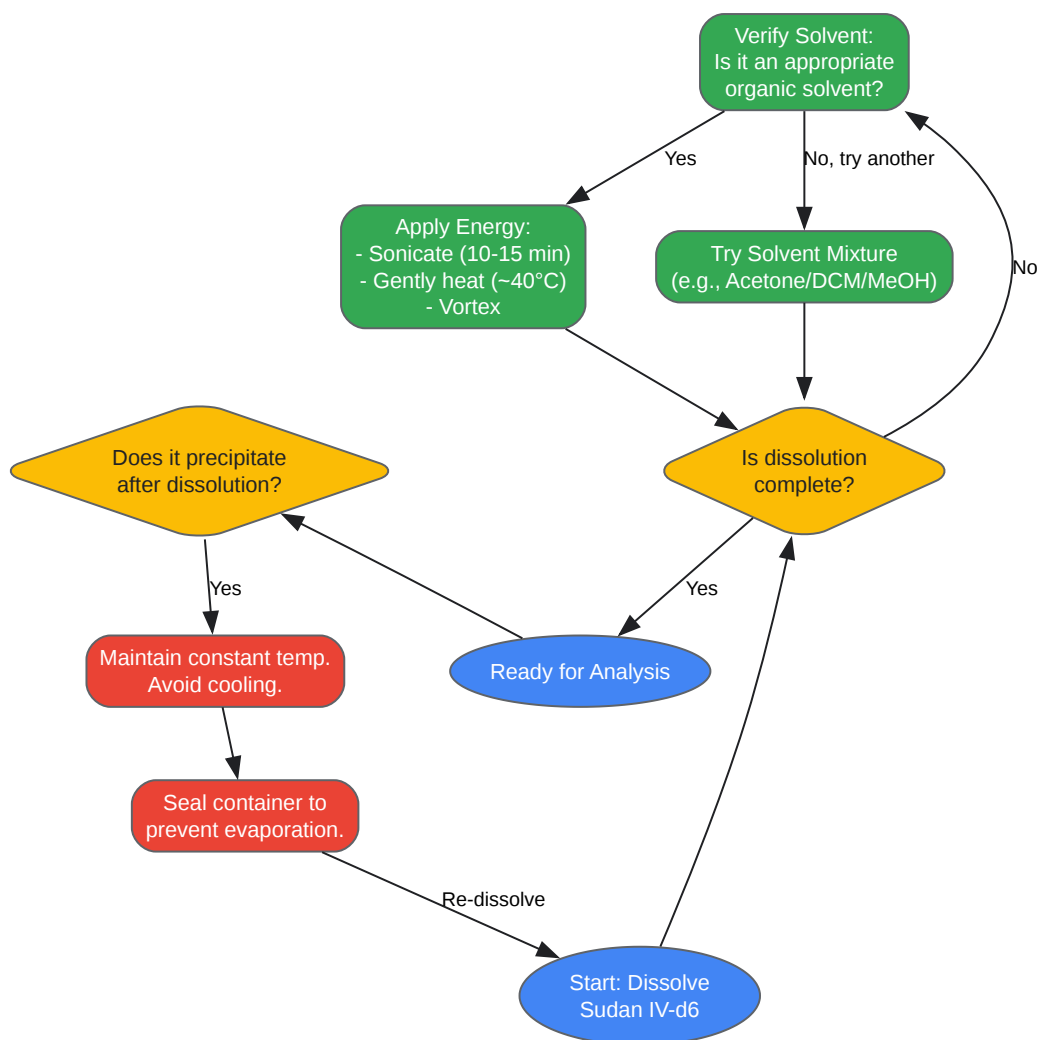 Verify Solvent:
Is it an appropriate
organic solvent?
Yes
No, try another
Apply Energy:
- Sonicate (10-15 min)
- Gently heat (~40°C)
- Vortex
Try Solvent Mixture
(e.g., Acetone/DCM/MeOH)
No
Does it precipitate
after dissolution?
Is dissolution
complete?
Yes
Yes
Maintain constant temp.
Avoid cooling.
Ready for Analysis
Seal container to
prevent evaporation.
Re-dissolve
Start: Dissolve
Sudan IV-d6